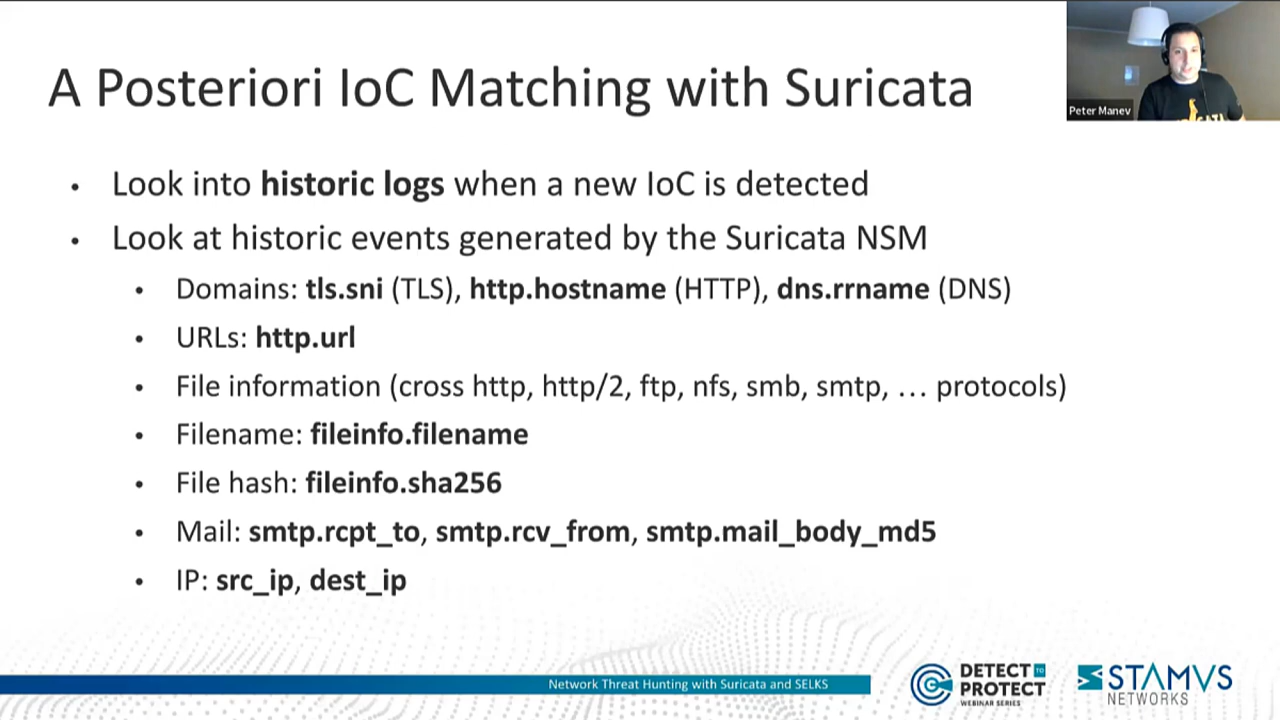 A Posteriori IoC Matching with Suricata
Peter Manev
• Look into historic logs when a new IoC is detected
• Look at historic events generated by the Suricata NSM
• Domains: tls.sni (TLS), http.hostname (HTTP), dns.rrname (DNS)
• URLs: http.url
• File information (cross http, http/2, ftp, nfs, smb, smtp, … protocols)
• Filename: fileinfo.filename
• File hash: fileinfo.sha256
• Mail: smtp.rcpt_to, smtp.rcv_from, smtp.mail_body_md5
• IP: src_ip, dest_ip
Network Threat Hunting with Suricata and SELKS
DETECT TO
PROTECT
WEBINAR SERIES
STAMVS
NETWORKS